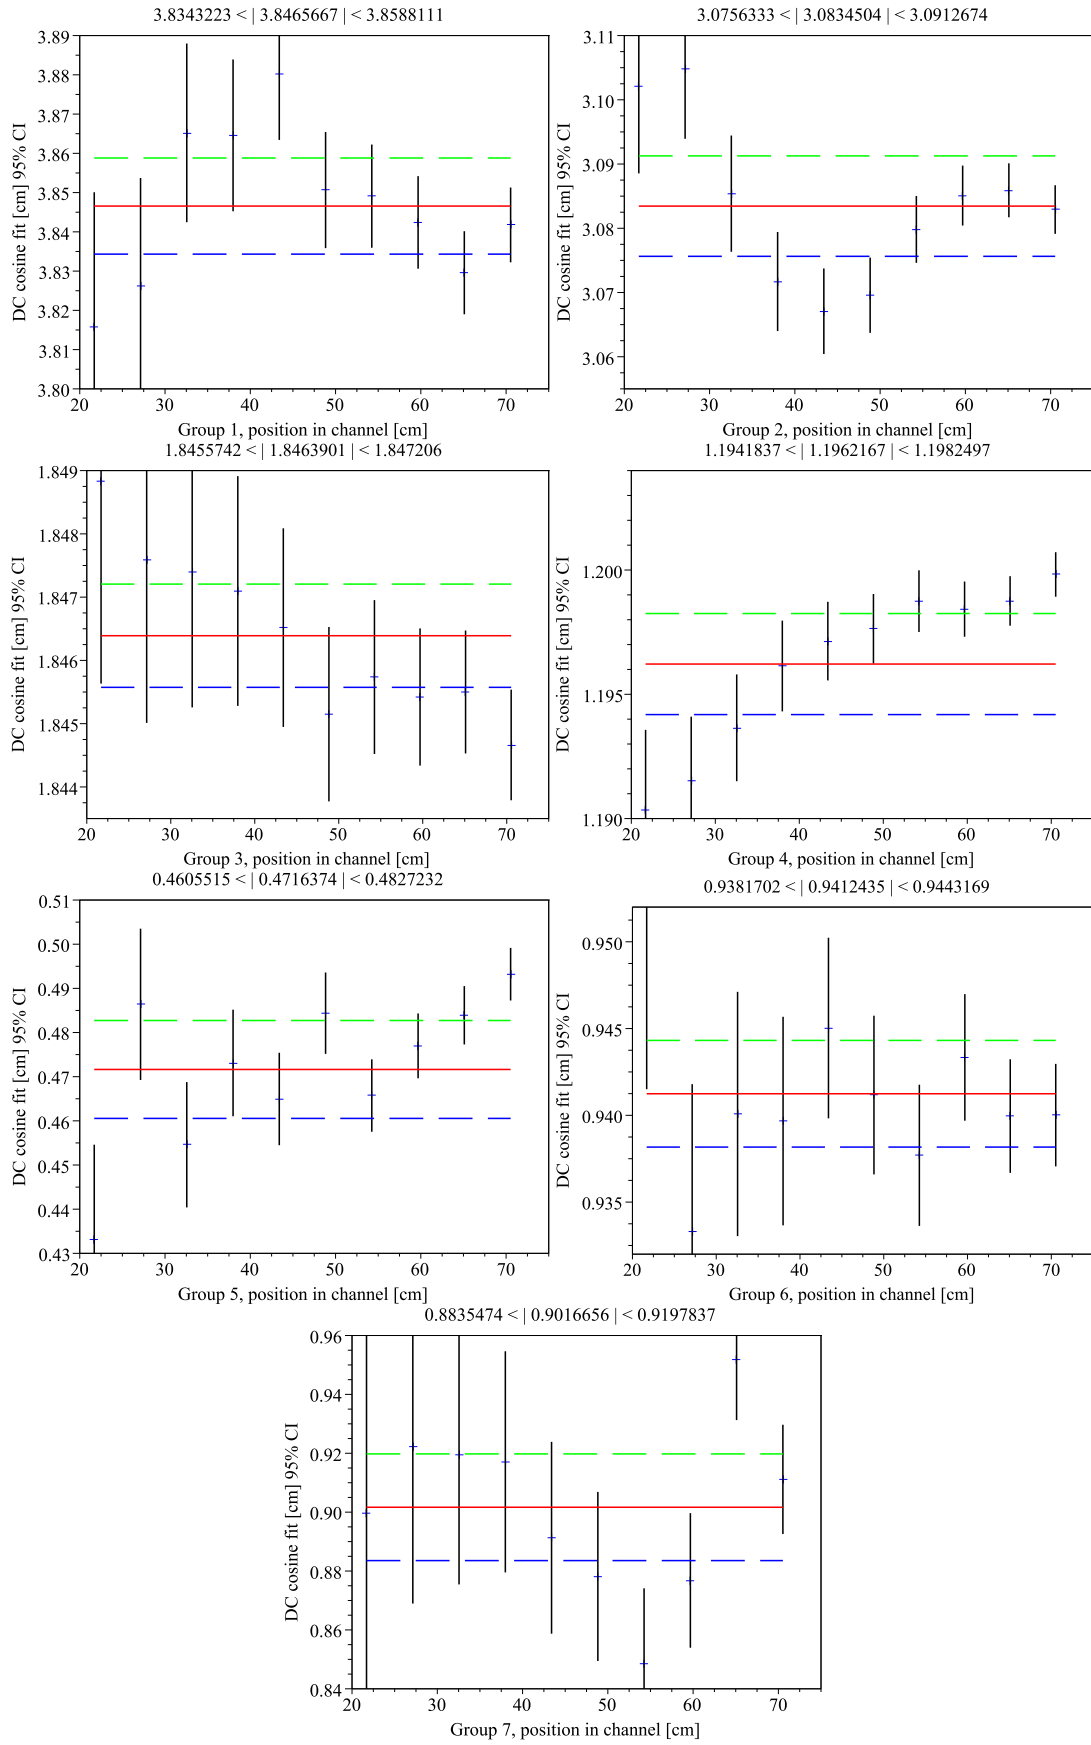 3.8343223 < | 3.8465667 | < 3.8588111
3.89
3.88
3.87
3.86
3.85
3.84
3.83
3.82
3.81
3.80
DC cosine fit [cm] 95% CI
20 30 40 50 60 70
Group 1, position in channel [cm]
3.0756333 < | 3.0834504 | < 3.0912674
3.11
3.10
3.09
3.08
3.07
3.06
DC cosine fit [cm] 95% CI
20 30 40 50 60 70
Group 2, position in channel [cm]
1.8455742 < | 1.8463901 | < 1.847206
1.849
1.848
1.847
1.846
1.845
1.844
DC cosine fit [cm] 95% CI
20 30 40 50 60 70
Group 3, position in channel [cm]
1.1941837 < | 1.1962167 | < 1.1982497
1.200
1.195
1.190
DC cosine fit [cm] 95% CI
20 30 40 50 60 70
Group 4, position in channel [cm]
0.4605515 < | 0.4716374 | < 0.4827232
0.51
0.50
0.49
0.48
0.47
0.46
0.45
0.44
0.43
DC cosine fit [cm] 95% CI
20 30 40 50 60 70
Group 5, position in channel [cm]
0.9381702 < | 0.9412435 | < 0.9443169
0.950
0.945
0.940
0.935
DC cosine fit [cm] 95% CI
20 30 40 50 60 70
Group 6, position in channel [cm]
0.8835474 < | 0.9016656 | < 0.9197837
0.96
0.94
0.92
0.90
0.88
0.86
0.84
DC cosine fit [cm] 95% CI
20 30 40 50 60 70
Group 7, position in channel [cm]